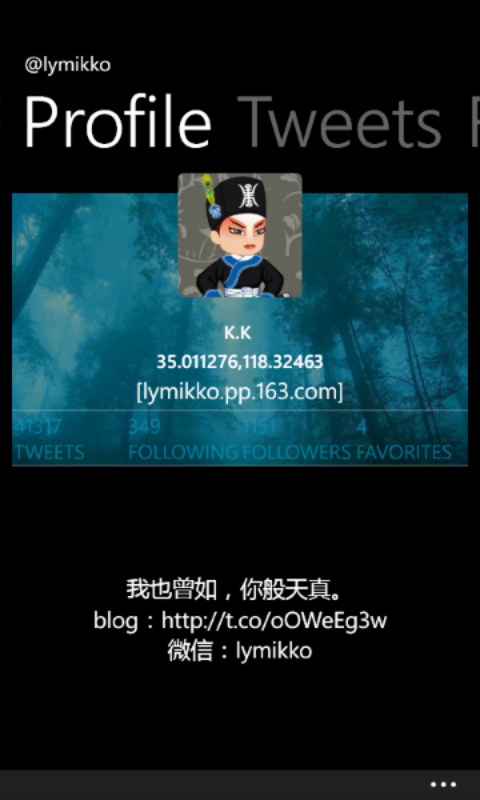 @lymikko
Profile Tweets
K.K
35.011276,118.32463
[lymikko.pp.163.com]
41317 349 1151 4
TWEETS FOLLOWING FOLLOWERS FAVORITES
我也曾如，你般天真。
blog：http://t.co/oOWeEg3w
微信：lymikko